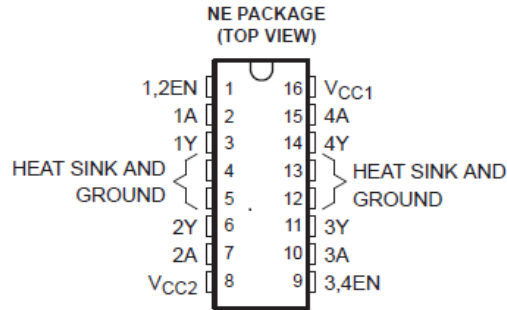 NE PACKAGE
(TOP VIEW)
1,2EN 1 16 VCC1
1A 2 15 4A
1Y 3 14 4Y
HEAT SINK AND 4 13 HEAT SINK AND
GROUND 5 12 GROUND
2Y 6 11 3Y
2A 7 10 3A
VCC2 8 9 3,4EN